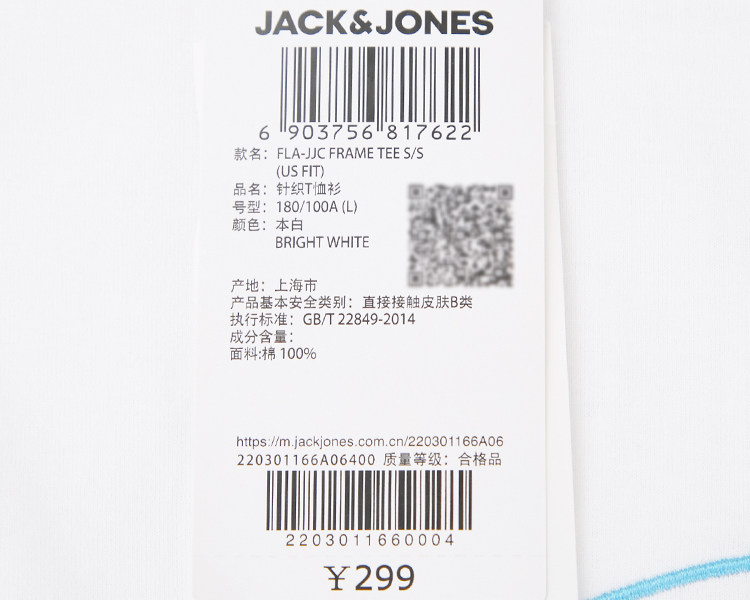 JACK&JONES
6 903756 817622
款名: FLA-JJC FRAME TEE S/S
(US FIT)
品名: 针织T恤衫
号型: 180/100A (L)
颜色: 本白
BRIGHT WHITE
产地: 上海市
产品基本安全类别: 直接接触皮肤B类
执行标准: GB/T 22849-2014
成分含量:
面料:棉 100%
https://m.jackjones.com.cn/220301166A06
220301166A06400 质量等级: 合格品
2203011660004
¥299